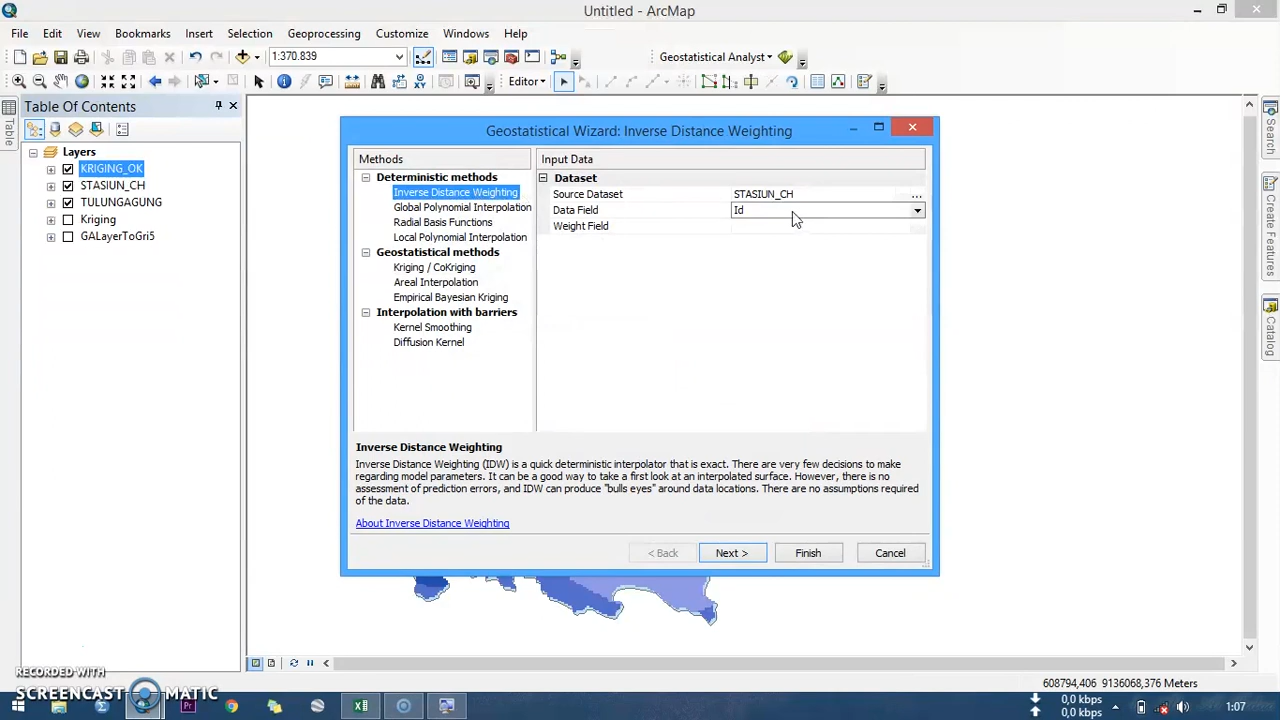 Untitled - ArcMap
File Edit View Bookmarks Insert Selection Geoprocessing Customize Windows Help
1:370.839
Geostatistical Analyst
Editor
Table Of Contents
Table
Layers
KRIGING_OK
STASIUN_CH
TULUNGAGUNG
Kriging
GALayerToGri5
Geostatistical Wizard: Inverse Distance Weighting
Methods
Deterministic methods
Inverse Distance Weighting
Global Polynomial Interpolation
Radial Basis Functions
Local Polynomial Interpolation
Geostatistical methods
Kriging / CoKriging
Areal Interpolation
Empirical Bayesian Kriging
Interpolation with barriers
Kernel Smoothing
Diffusion Kernel
Input Data
Dataset
Source Dataset STASIUN_CH ...
Data Field Id
Weight Field
Inverse Distance Weighting
Inverse Distance Weighting (IDW) is a quick deterministic interpolator that is exact. There are very few decisions to make
regarding model parameters. It can be a good way to take a first look at an interpolated surface. However, there is no
assessment of prediction errors, and IDW can produce "bulls eyes" around data locations. There are no assumptions required
of the data.
About Inverse Distance Weighting
< Back Next > Finish Cancel
Search
Create Features
Catalog
608794,406 9136068,376 Meters
RECORDED WITH
SCREENCAST MATIC
Pr
0,0 kbps
0,0 kbps
1:07